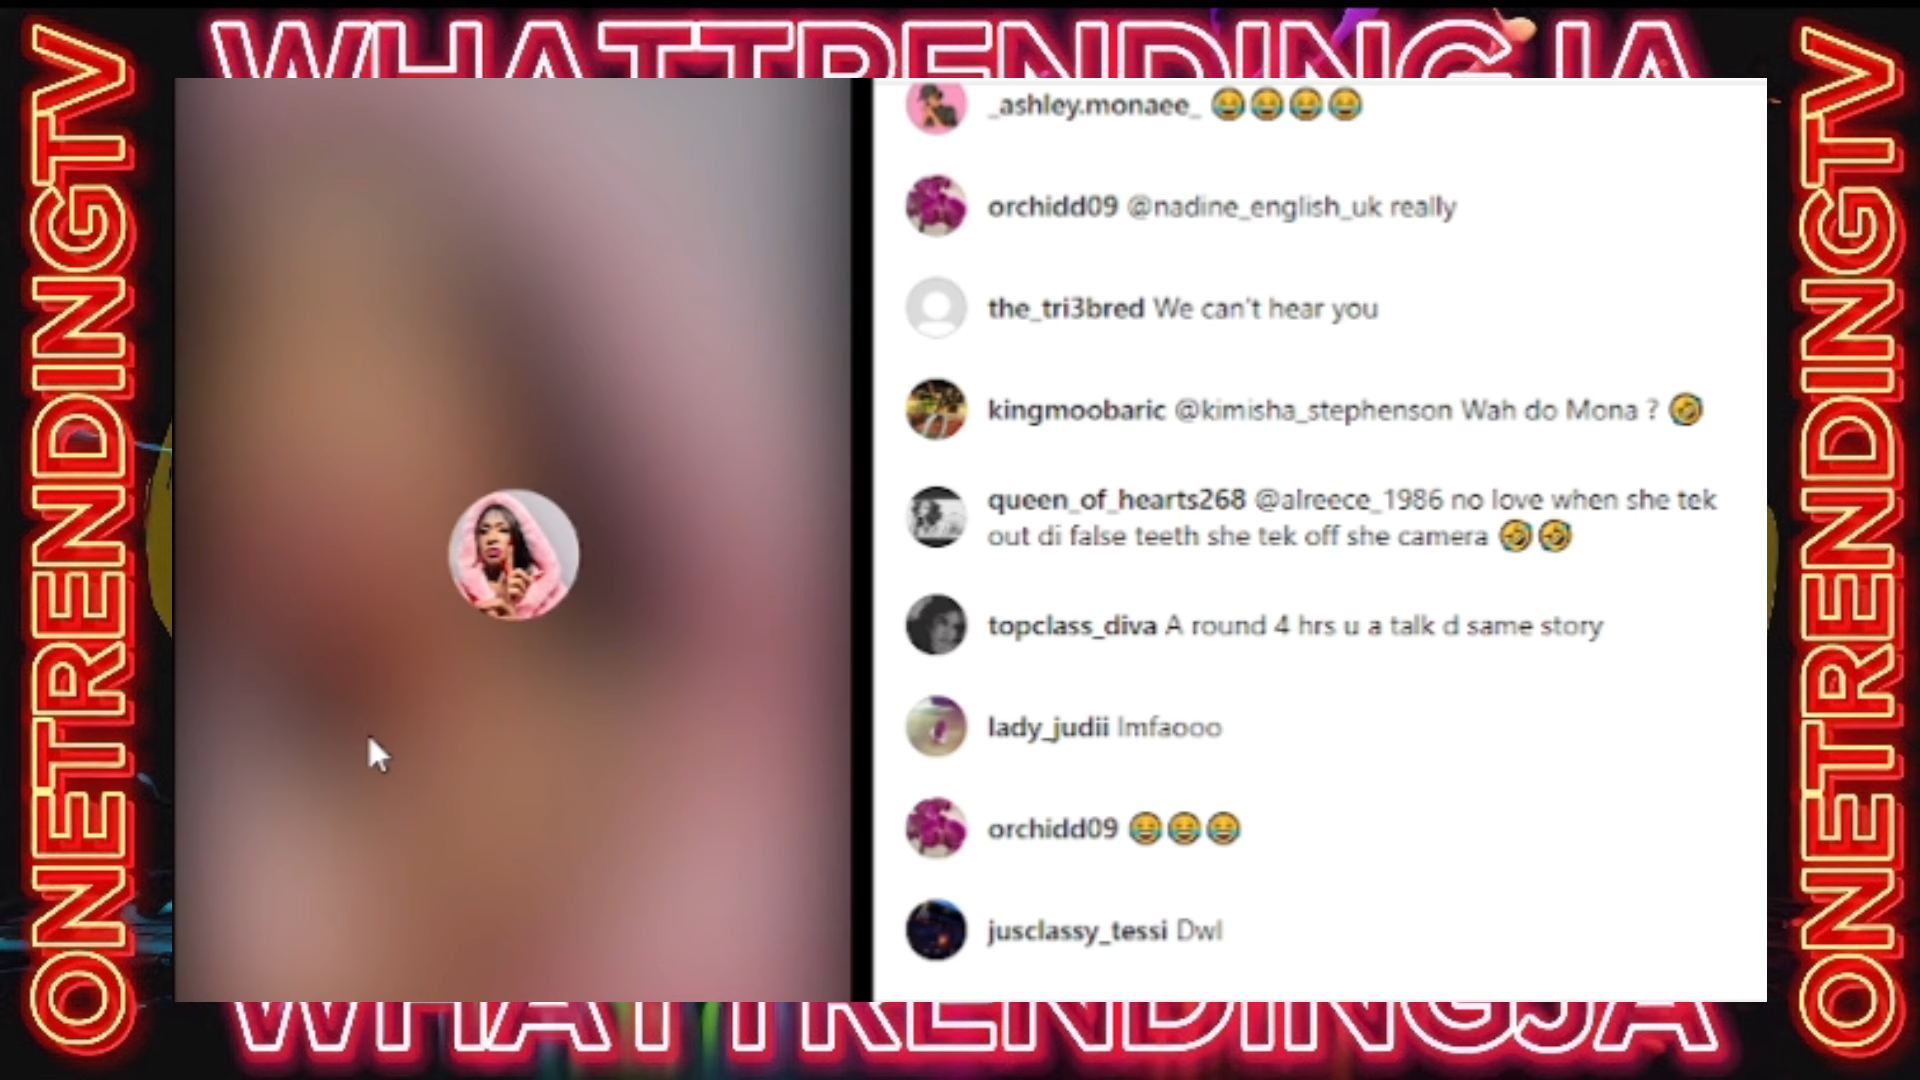 WHATTRENDINGJA
ONETRENDINGTV
_ashley.monaee_ 😂😂😂😂
orchidd09 @nadine_english_uk really
the_tri3bred We can't hear you
kingmoobaric @kimisha_stephenson Wah do Mona ? 🤣
queen_of_hearts268 @alreece_1986 no love when she tek
out di false teeth she tek off she camera 🤣🤣
topclass_diva A round 4 hrs u a talk d same story
lady_judii lmfaooo
orchidd09 😂😂😂
jusclassy_tessi Dwl
ONETRENDINGTV
WHATTRENDINGJA